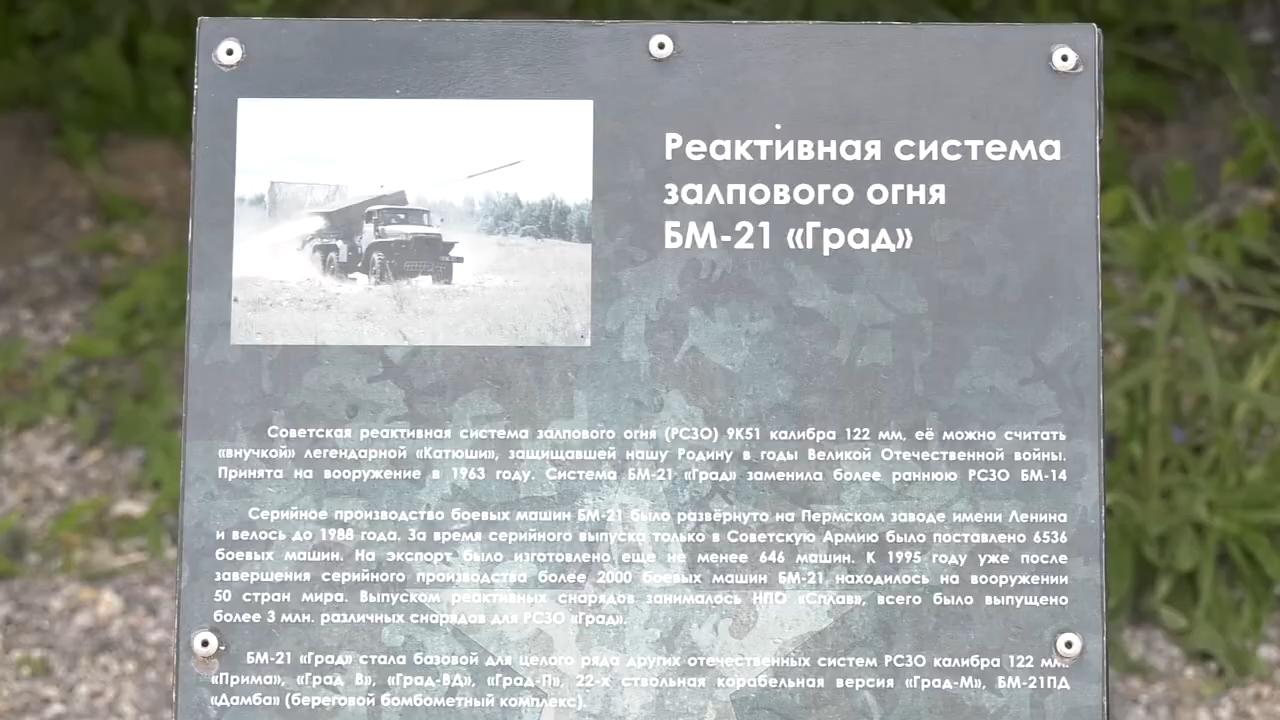 Реактивная система
залпового огня
БМ-21 «Град»
Советская реактивная система залпового огня (РСЗО) 9К51 калибра 122 мм, её можно считать
«внучкой» легендарной «Катюши», защищавшей нашу Родину в годы Великой Отечественной войны.
Принята на вооружение в 1963 году. Система БМ-21 «Град» заменила более раннюю РСЗО БМ-14
Серийное производство боевых машин БМ-21 было развёрнуто на Пермском заводе имени Ленина
и велось до 1988 года. За время серийного выпуска только в Советскую Армию было поставлено 6536
боевых машин. На экспорт было изготовлено еще не менее 646 машин. К 1995 году уже после
завершения серийного производства более 2000 боевых машин БМ-21 находилось на вооружении
50 стран мира. Выпуском реактивных снарядов занималось НПО «Сплав», всего было выпущено
более 3 млн. различных снарядов для РСЗО «Град».
БМ-21 «Град» стала базовой для целого ряда других отечественных систем РСЗО калибра 122 мм:
«Прима», «Град В», «Град-ВД», «Град-П», 22-х ствольная корабельная версия «Град-М», БМ-21ПД
«Дамба» (береговой бомбометный комплекс).